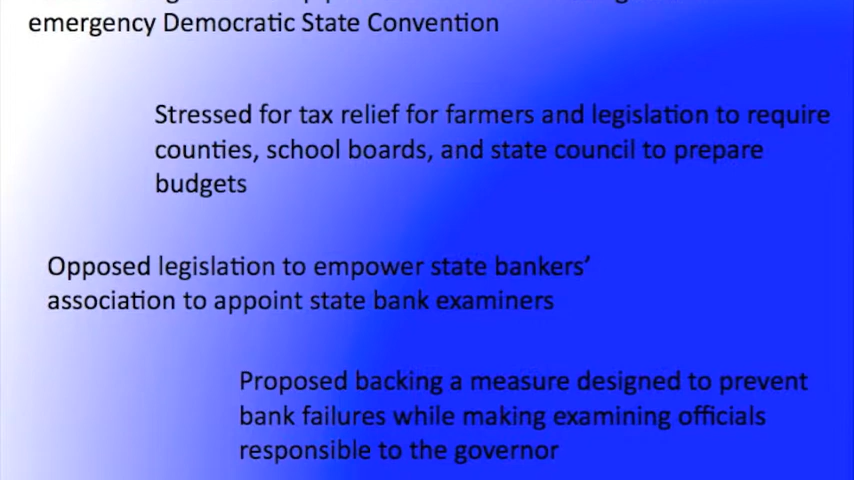 emergency Democratic State Convention
Stressed for tax relief for farmers and legislation to require
counties, school boards, and state council to prepare
budgets
Opposed legislation to empower state bankers’
association to appoint state bank examiners
Proposed backing a measure designed to prevent
bank failures while making examining officials
responsible to the governor